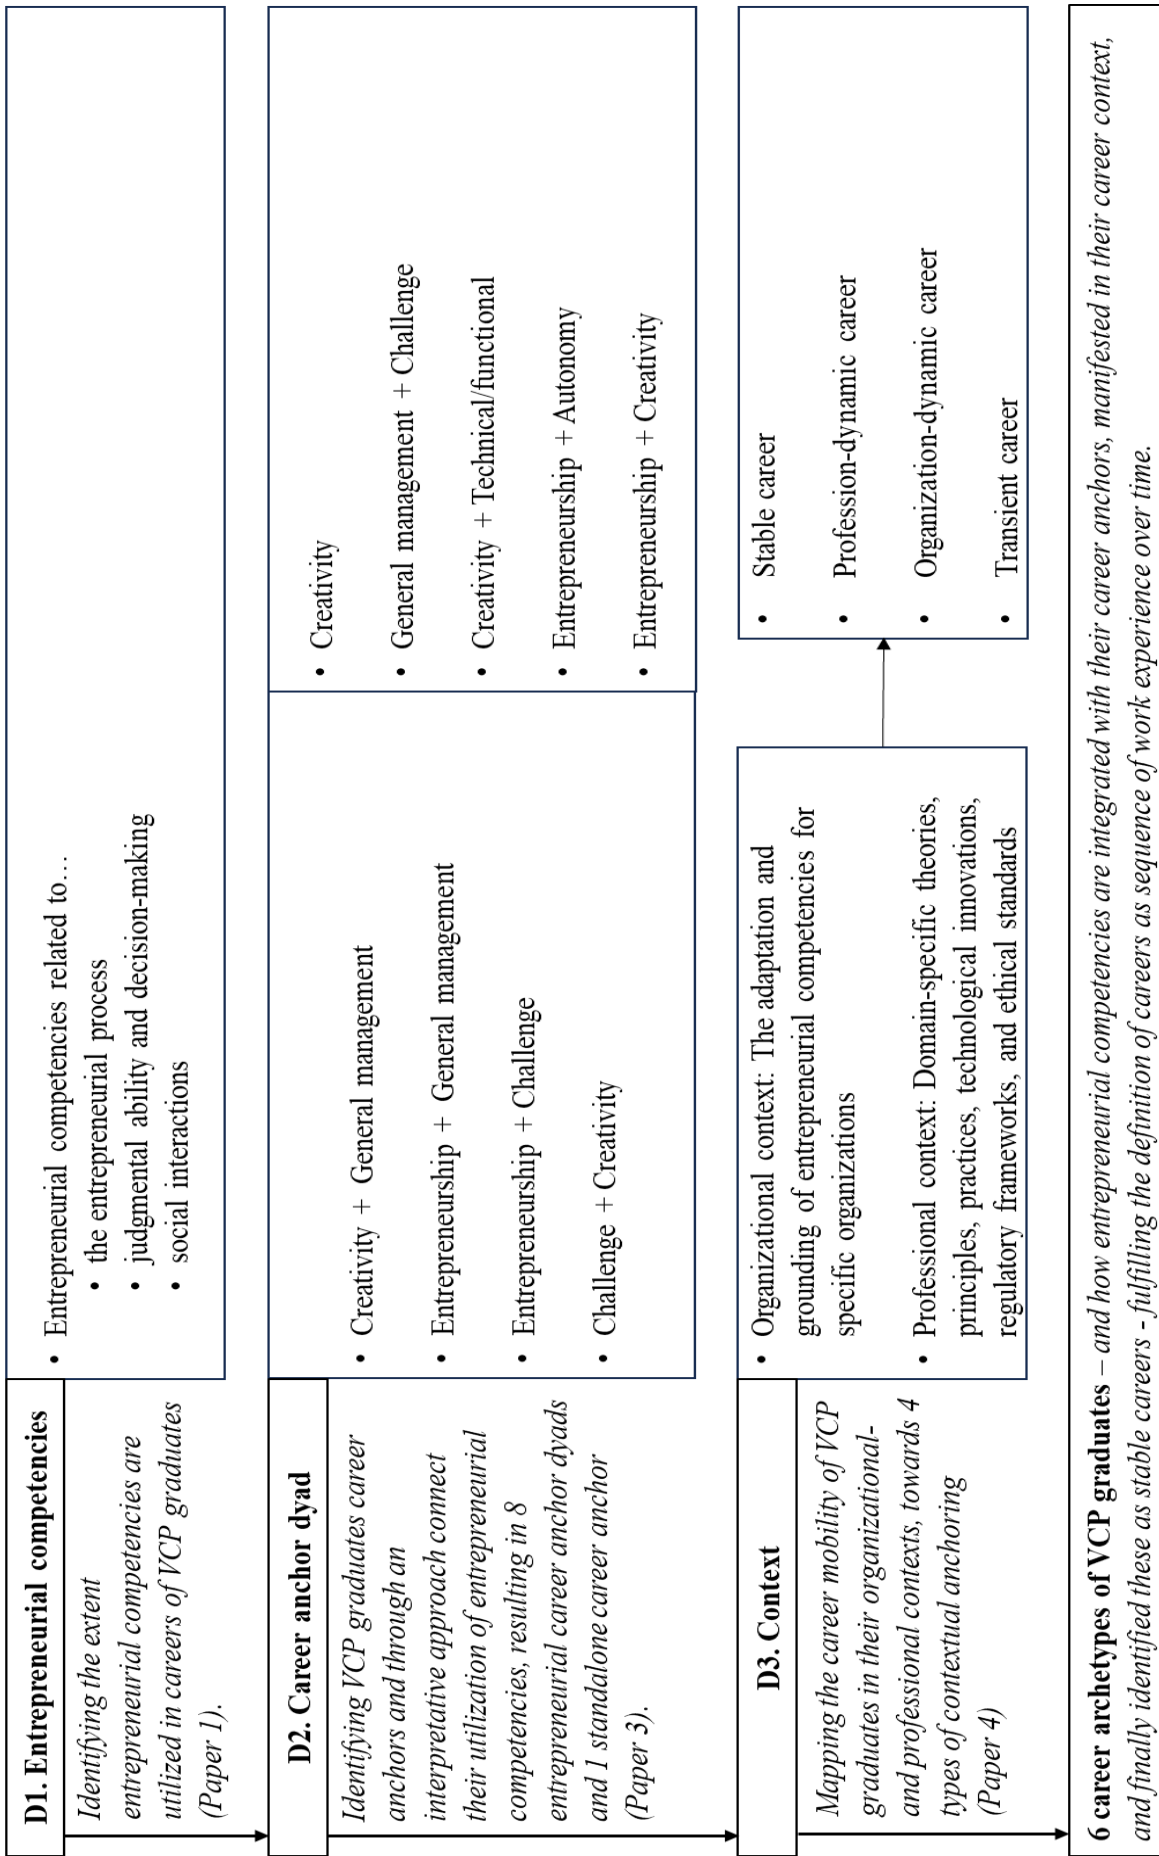 D1. Entrepreneurial competencies
Identifying the extent
entrepreneurial competencies are
utilized in careers of VCP graduates
(Paper 1).
• Entrepreneurial competencies related to…
• the entrepreneurial process
• judgmental ability and decision-making
• social interactions
D2. Career anchor dyad
Identifying VCP graduates career
anchors and through an
interpretative approach connect
their utilization of entrepreneurial
competencies, resulting in 8
entrepreneurial career anchor dyads
and 1 standalone career anchor
(Paper 3).
• Creativity + General management
• Entrepreneurship + General management
• Entrepreneurship + Challenge
• Challenge + Creativity
• Creativity
• General management + Challenge
• Creativity + Technical/functional
• Entrepreneurship + Autonomy
• Entrepreneurship + Creativity
D3. Context
Mapping the career mobility of VCP
graduates in their organizational-
and professional contexts, towards 4
types of contextual anchoring
(Paper 4)
• Organizational context: The adaptation and
grounding of entrepreneurial competencies for
specific organizations
• Professional context: Domain-specific theories,
principles, practices, technological innovations,
regulatory frameworks, and ethical standards
• Stable career
• Profession-dynamic career
• Organization-dynamic career
• Transient career
6 career archetypes of VCP graduates – and how entrepreneurial competencies are integrated with their career anchors, manifested in their career context,
and finally identified these as stable careers - fulfilling the definition of careers as sequence of work experience over time.